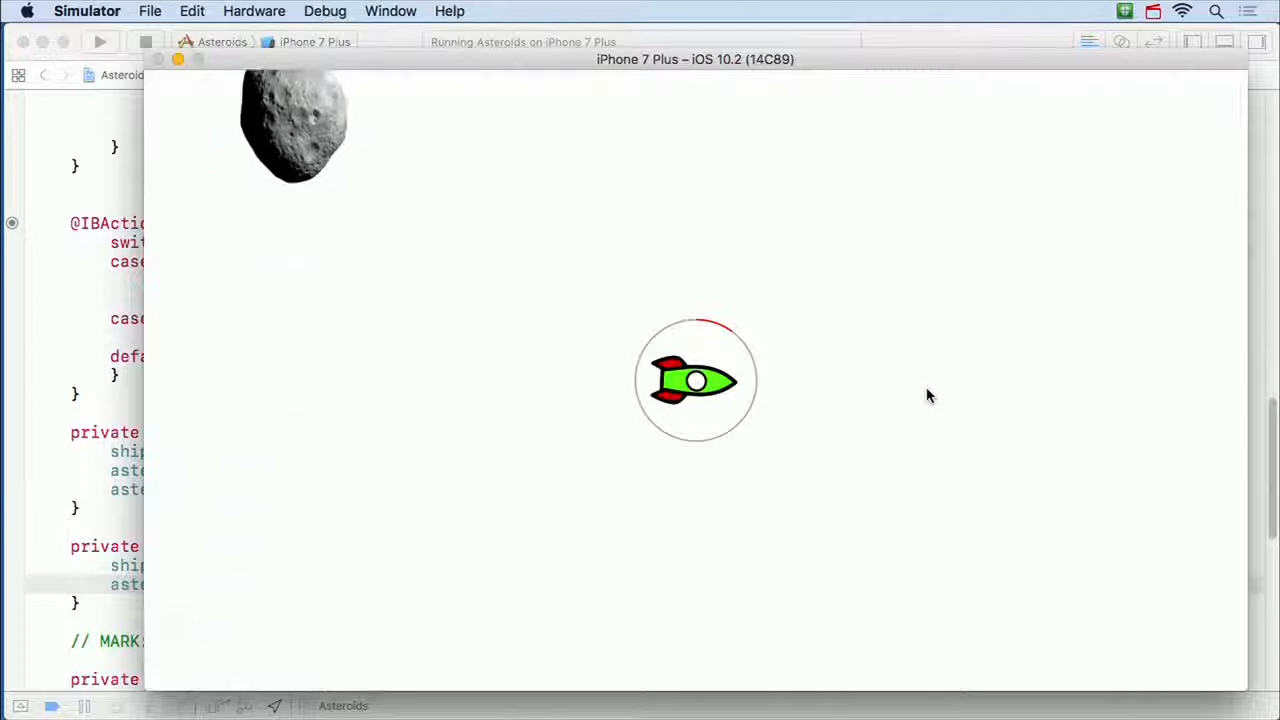 Simulator File Edit Hardware Debug Window Help
Asteroids iPhone 7 Plus Running Asteroids on iPhone 7 Plus
iPhone 7 Plus – iOS 10.2 (14C89)
}
}
@IBActio
swit
case
case
defa
}
}
private
ship
aste
aste
}
private
ship
aste
}
// MARK:
private
Asteroids